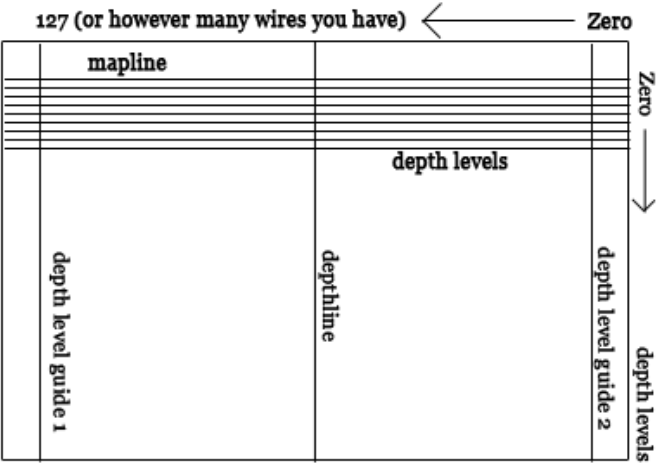 127 (or however many wires you have)
Zero
mapline
Zero
depth levels
depth level guide 1
depthline
depth level guide 2
depth levels